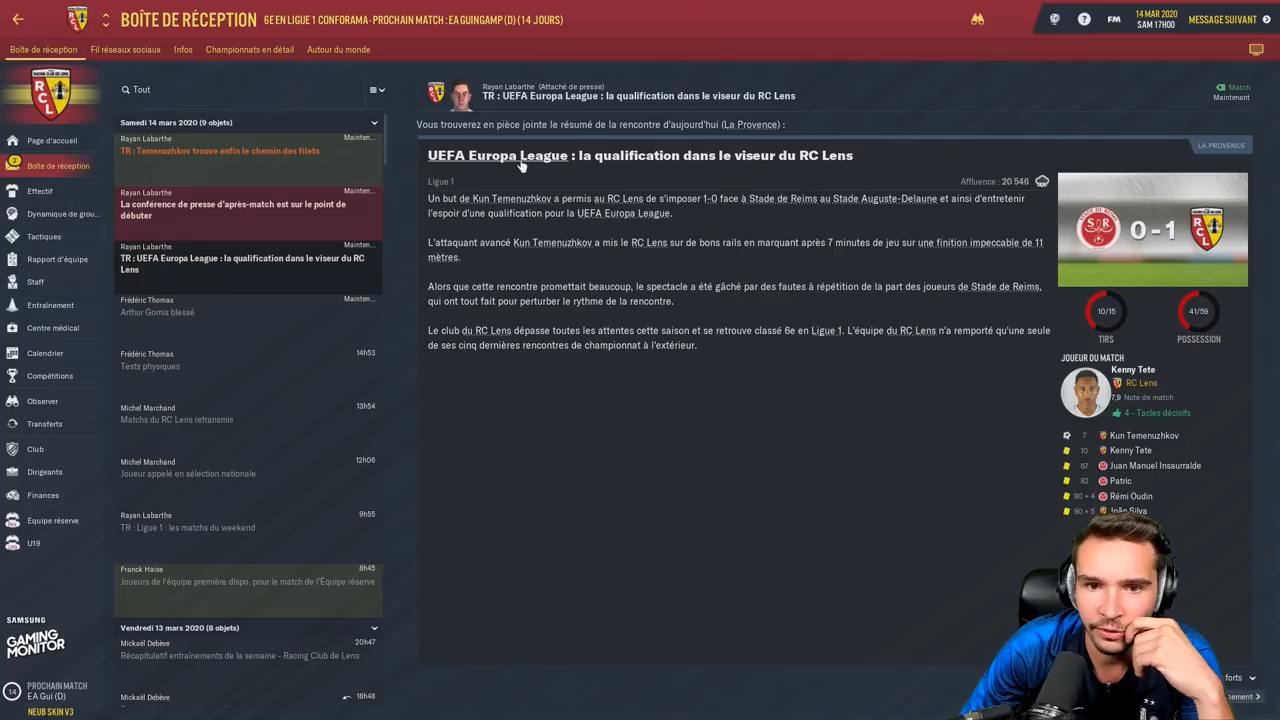 BOÎTE DE RÉCEPTION
6E EN LIGUE 1 CONFORAMA - PROCHAIN MATCH : EA GUINGAMP (D) (14 JOURS)
FM
14 MAR 2020
SAM 17H00
MESSAGE SUIVANT
Boîte de réception
Fil réseaux sociaux
Infos
Championnats en détail
Autour du monde
RACING CLUB DE LENS
RCL
Page d'accueil
2
Boîte de réception
Effectif
Dynamique de grou...
Tactiques
Rapport d'équipe
Staff
Entraînement
Centre médical
Calendrier
Compétitions
Observer
Transferts
Club
Dirigeants
Finances
Équipe réserve
U19
SAMSUNG
GAMING
MONITOR
14
PROCHAIN MATCH
EA Gui (D)
NEUB SKIN V3
Tout
Samedi 14 mars 2020 (9 objets)
Rayan Labarthe
Mainten...
TR : Temenuzhkov trouve enfin le chemin des filets
Rayan Labarthe
Mainten...
La conférence de presse d'après-match est sur le point de
débuter
Rayan Labarthe
Mainten...
TR : UEFA Europa League : la qualification dans le viseur du RC
Lens
Frédéric Thomas
Mainten...
Arthur Gomis blessé
Frédéric Thomas
14h53
Tests physiques
Michel Marchand
13h54
Matchs du RC Lens retransmis
Michel Marchand
12h06
Joueur appelé en sélection nationale
Rayan Labarthe
9h55
TR : Ligue 1 : les matchs du weekend
Franck Haise
8h45
Joueurs de l'équipe première dispo. pour le match de l'Équipe réserve
Vendredi 13 mars 2020 (8 objets)
Mickaël Debève
20h47
Récapitulatif entraînements de la semaine - Racing Club de Lens
Mickaël Debève
18h48
Rayan Labarthe (Attaché de presse)
TR : UEFA Europa League : la qualification dans le viseur du RC Lens
Match
Maintenant
Vous trouverez en pièce jointe le résumé de la rencontre d'aujourd'hui (La Provence) :
LA PROVENCE
UEFA Europa League : la qualification dans le viseur du RC Lens
Ligue 1
Affluence : 20 546
Un but de Kun Temenuzhkov a permis au RC Lens de s'imposer 1-0 face à Stade de Reims au Stade Auguste-Delaune et ainsi d'entretenir
l'espoir d'une qualification pour la UEFA Europa League.
L'attaquant avancé Kun Temenuzhkov a mis le RC Lens sur de bons rails en marquant après 7 minutes de jeu sur une finition impeccable de 11
mètres.
Alors que cette rencontre promettait beaucoup, le spectacle a été gâché par des fautes à répétition de la part des joueurs de Stade de Reims,
qui ont tout fait pour perturber le rythme de la rencontre.
Le club du RC Lens dépasse toutes les attentes cette saison et se retrouve classé 6e en Ligue 1. L'équipe du RC Lens n'a remporté qu'une seule
de ses cinq dernières rencontres de championnat à l'extérieur.
0 - 1
10/15
TIRS
41/59
POSSESSION
JOUEUR DU MATCH
Kenny Tete
RC Lens
7,9 Note de match
4 - Tacles décisifs
7 Kun Temenuzhkov
10 Kenny Tete
67 Juan Manuel Insaurralde
82 Patric
90 + 4 Rémi Oudin
90 + 5 João Silva
forts